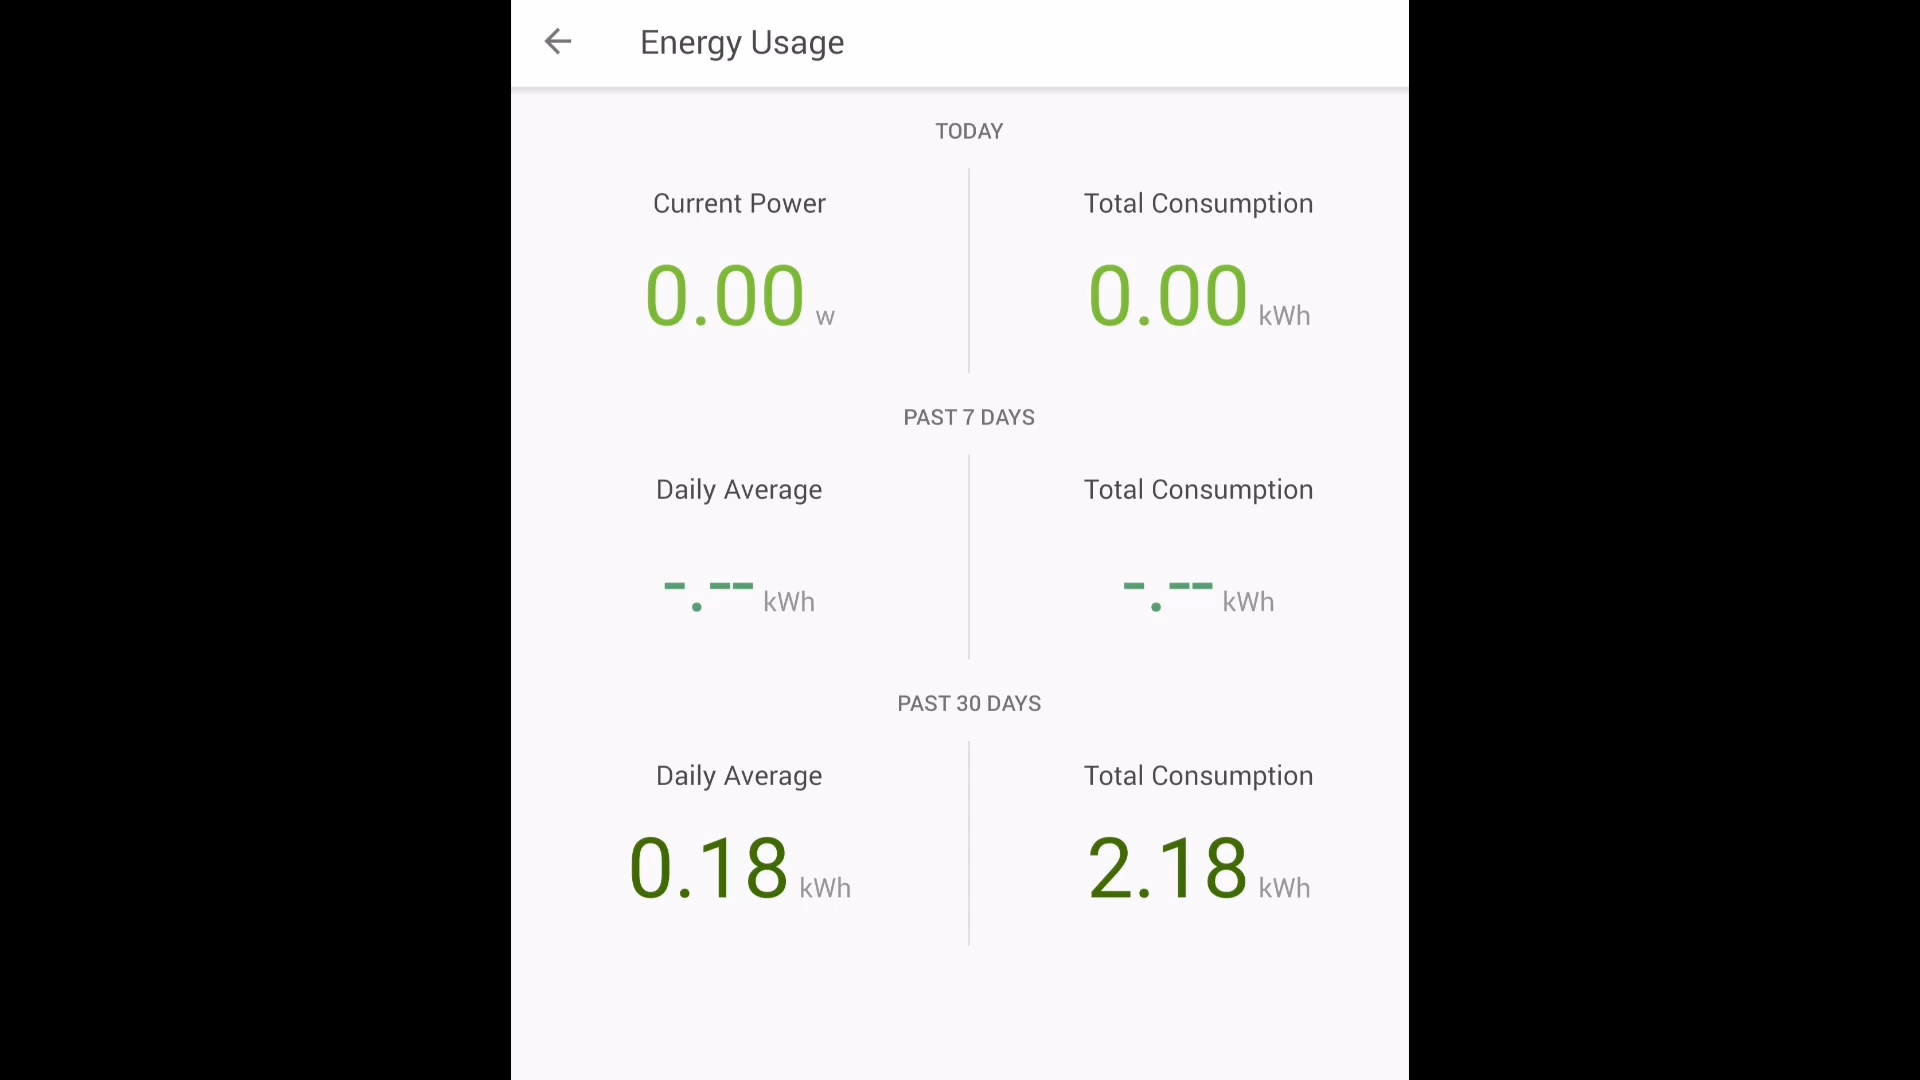 Energy Usage
TODAY
Current Power
Total Consumption
0.00 w
0.00 kWh
PAST 7 DAYS
Daily Average
Total Consumption
-.-- kWh
-.-- kWh
PAST 30 DAYS
Daily Average
Total Consumption
0.18 kWh
2.18 kWh